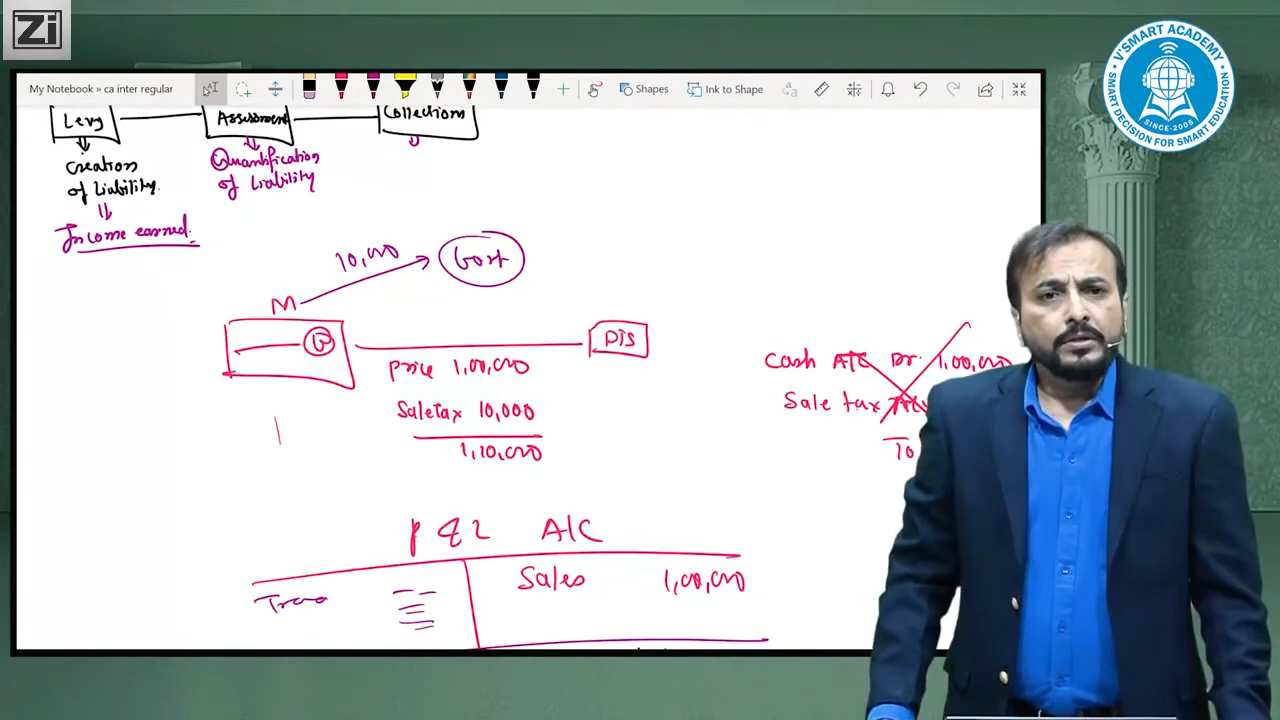 Zi
V'SMART ACADEMY
SINCE-2005
SMART DECISION FOR SMART EDUCATION
My Notebook » ca inter regular
Shapes
Ink to Shape
Levy
Assessment
Collections
Creation of Liability
Quantification of Liability
Income earned.
10,000
Govt
M
DIS
Price 1,00,000
Saletax 10,000
1,10,000
Cash A/C Dr. 1,00,000
Sale tax
To
P & L A/C
Sales 1,00,000